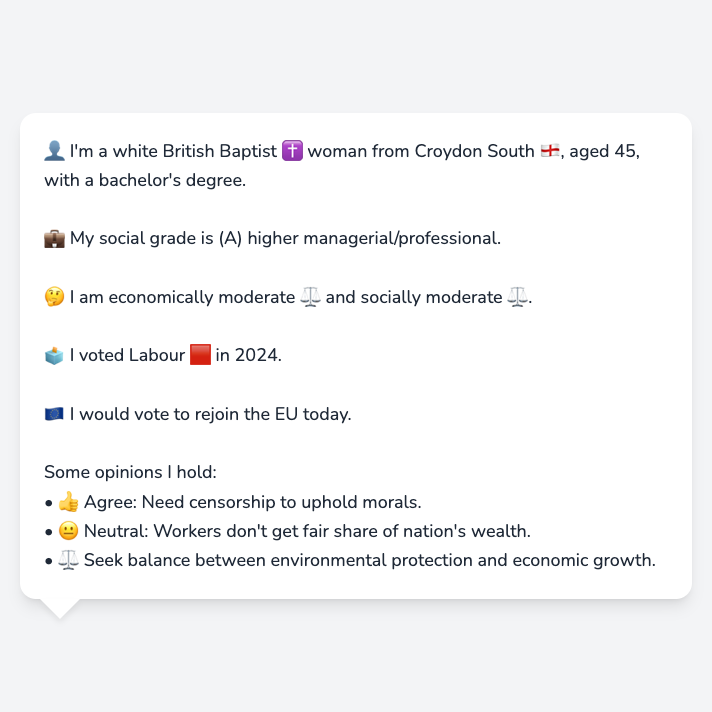 👤 I'm a white British Baptist ✝️ woman from Croydon South 🏴󠁧󠁢󠁥󠁮󠁧󠁿, aged 45,
with a bachelor's degree.
💼 My social grade is (A) higher managerial/professional.
🤔 I am economically moderate ⚖️ and socially moderate ⚖️.
🗳️ I voted Labour 🟥 in 2024.
🇪🇺 I would vote to rejoin the EU today.
Some opinions I hold:
• 👍 Agree: Need censorship to uphold morals.
• 😐 Neutral: Workers don't get fair share of nation's wealth.
• ⚖️ Seek balance between environmental protection and economic growth.